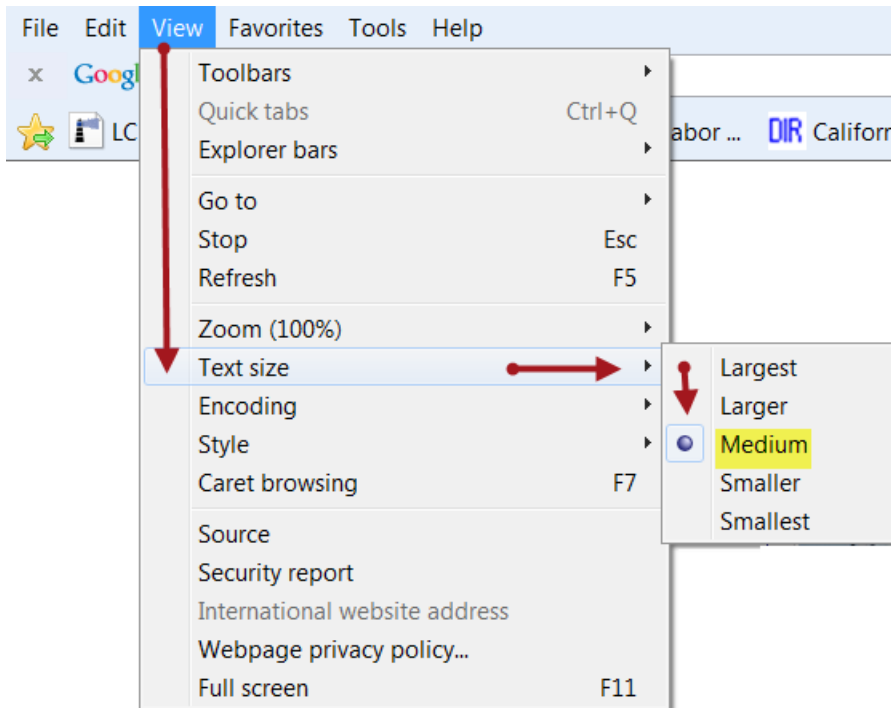 File Edit View Favorites Tools Help
x Googl
LC
abor ... DIR Californ
Toolbars
Quick tabs Ctrl+Q
Explorer bars
Go to
Stop Esc
Refresh F5
Zoom (100%)
Text size
Encoding
Style
Caret browsing F7
Source
Security report
International website address
Webpage privacy policy...
Full screen F11
Largest
Larger
Medium
Smaller
Smallest